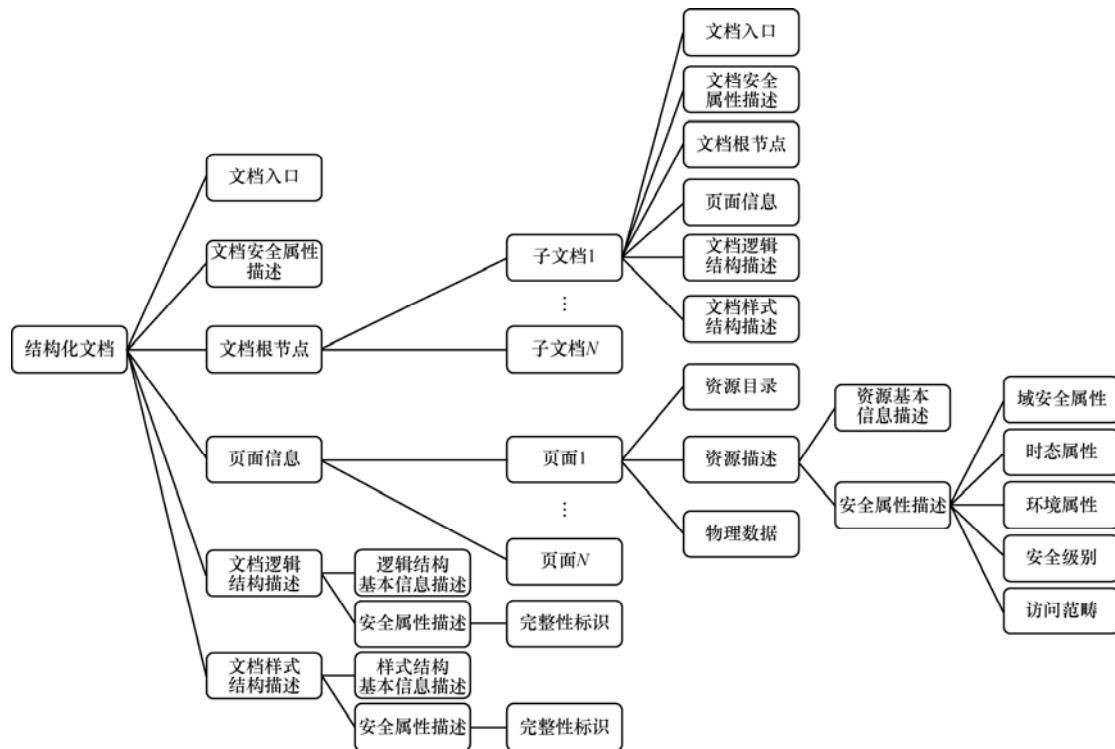 结构化文档
文档入口
文档安全属性
描述
文档根节点
页面信息
文档逻辑
结构描述
文档样式
结构描述
逻辑结构
基本信息描述
安全属性描述
样式结构
基本信息描述
安全属性描述
子文档1
⋮
子文档N
页面1
⋮
页面N
完整性标识
完整性标识
文档入口
文档安全
属性描述
文档根节点
页面信息
文档逻辑
结构描述
文档样式
结构描述
资源目录
资源描述
物理数据
资源基本
信息描述
安全属性描述
域安全属性
时态属性
环境属性
安全级别
访问范畴